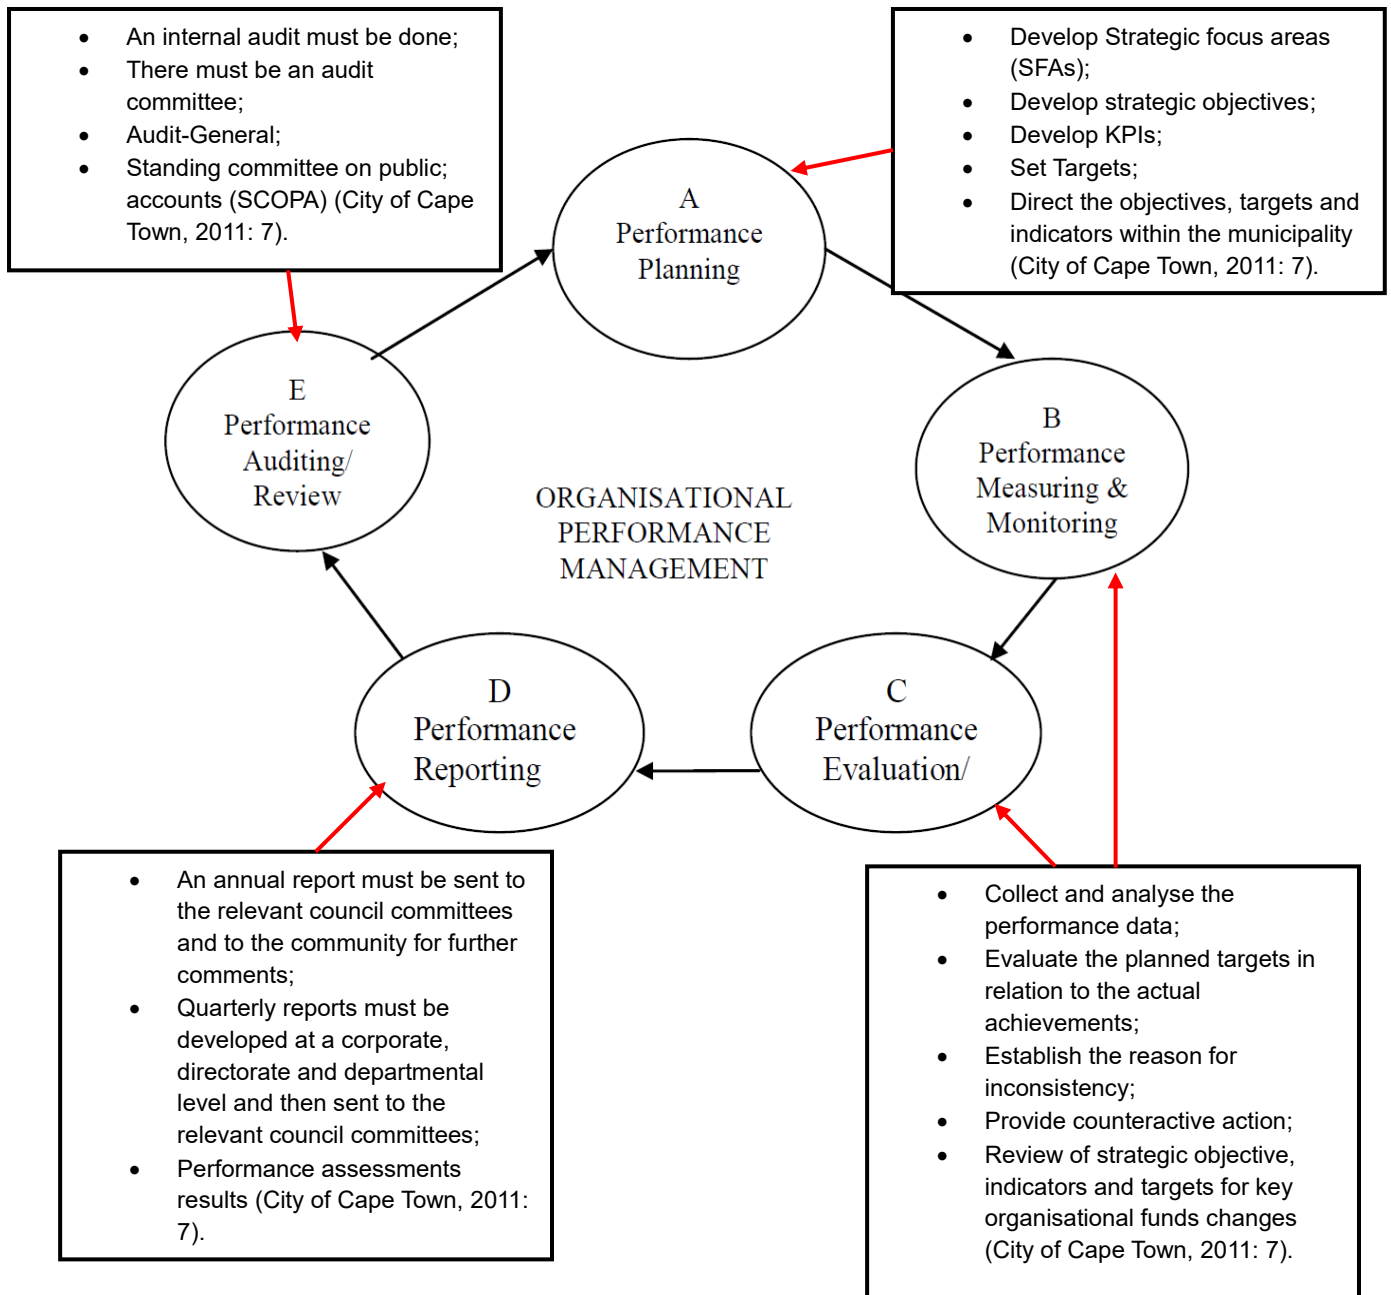 • An internal audit must be done;
• There must be an audit
committee;
• Audit-General;
• Standing committee on public;
accounts (SCOPA) (City of Cape
Town, 2011: 7).
• Develop Strategic focus areas
(SFAs);
• Develop strategic objectives;
• Develop KPIs;
• Set Targets;
• Direct the objectives, targets and
indicators within the municipality
(City of Cape Town, 2011: 7).
A
Performance
Planning
E
Performance
Auditing/
Review
B
Performance
Measuring &
Monitoring
ORGANISATIONAL
PERFORMANCE
MANAGEMENT
D
Performance
Reporting
C
Performance
Evaluation/
• An annual report must be sent to
the relevant council committees
and to the community for further
comments;
• Quarterly reports must be
developed at a corporate,
directorate and departmental
level and then sent to the
relevant council committees;
• Performance assessments
results (City of Cape Town, 2011:
7).
• Collect and analyse the
performance data;
• Evaluate the planned targets in
relation to the actual
achievements;
• Establish the reason for
inconsistency;
• Provide counteractive action;
• Review of strategic objective,
indicators and targets for key
organisational funds changes
(City of Cape Town, 2011: 7).